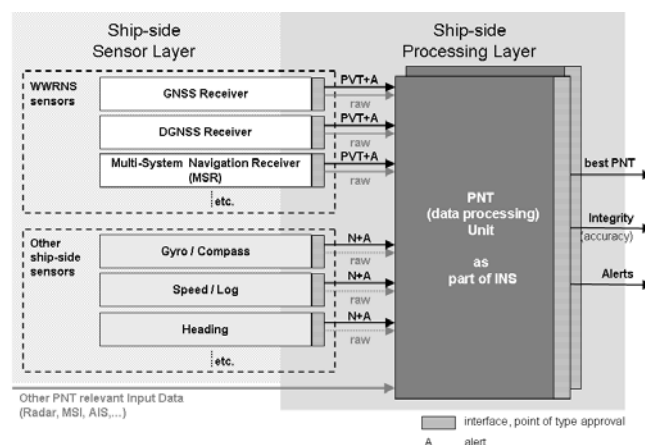 Ship-side
Sensor Layer
Ship-side
Processing Layer
WWRNS
sensors
GNSS Receiver
PVT+A
raw
DGNSS Receiver
PVT+A
raw
Multi-System Navigation Receiver
(MSR)
PVT+A
raw
etc.
Other
ship-side
sensors
Gyro / Compass
N+A
raw
Speed / Log
N+A
raw
Heading
N+A
raw
etc.
PNT
(data processing)
Unit
as
part of INS
best PNT
Integrity
(accuracy)
Alerts
Other PNT relevant Input Data
(Radar, MSI, AIS,...)
interface, point of type approval
A alert